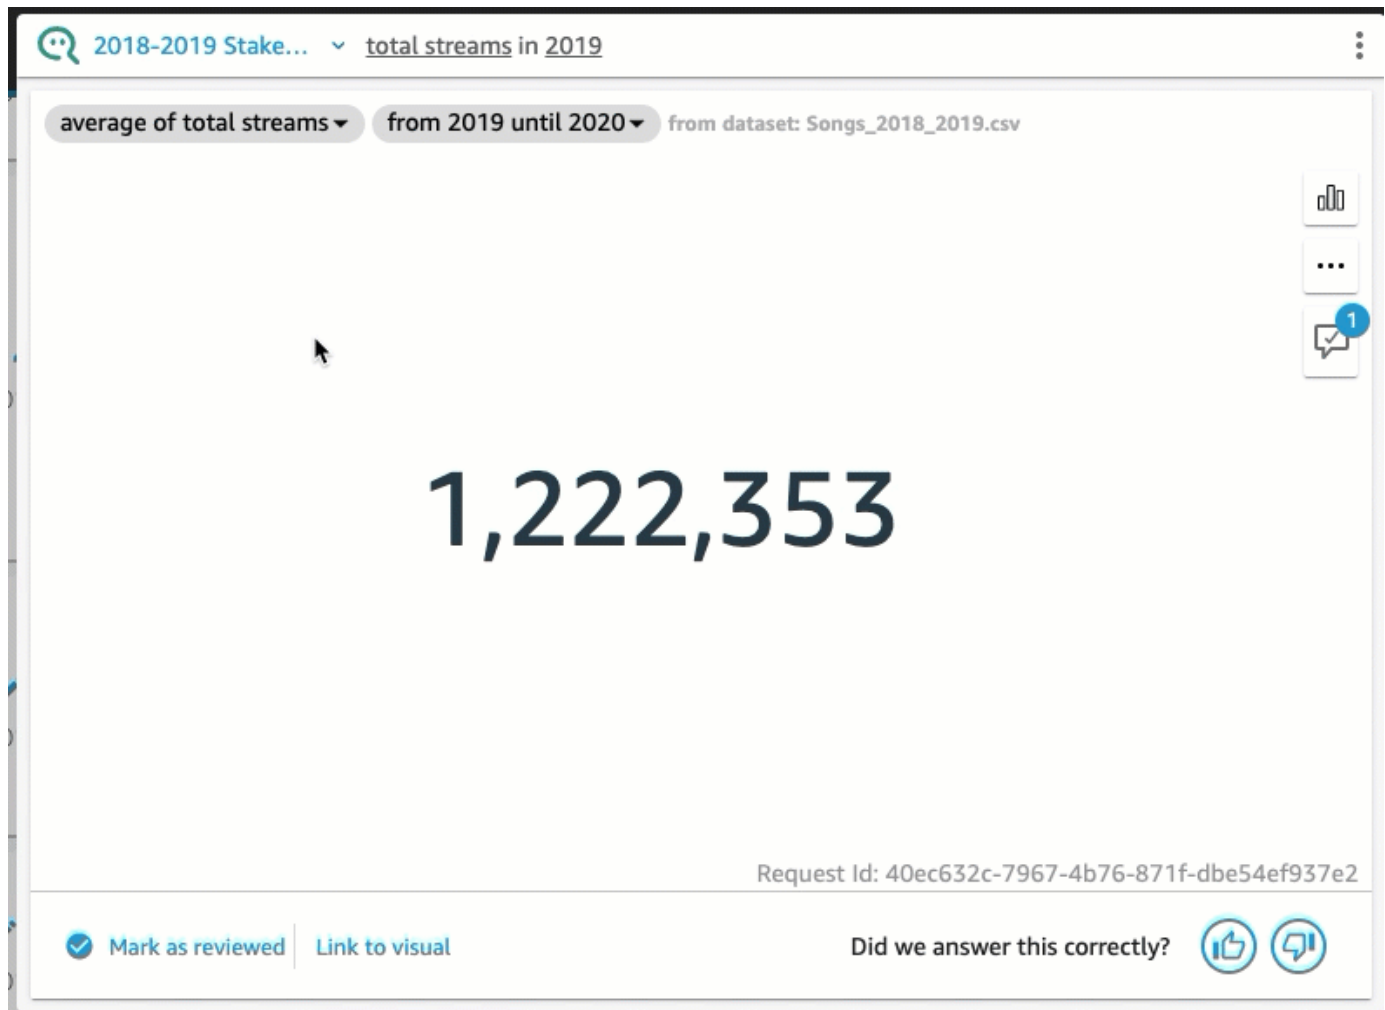 2018-2019 Stake... total streams in 2019
average of total streams from 2019 until 2020 from dataset: Songs_2018_2019.csv
1
1,222,353
Request Id: 40ec632c-7967-4b76-871f-dbe54ef937e2
Mark as reviewed Link to visual Did we answer this correctly?